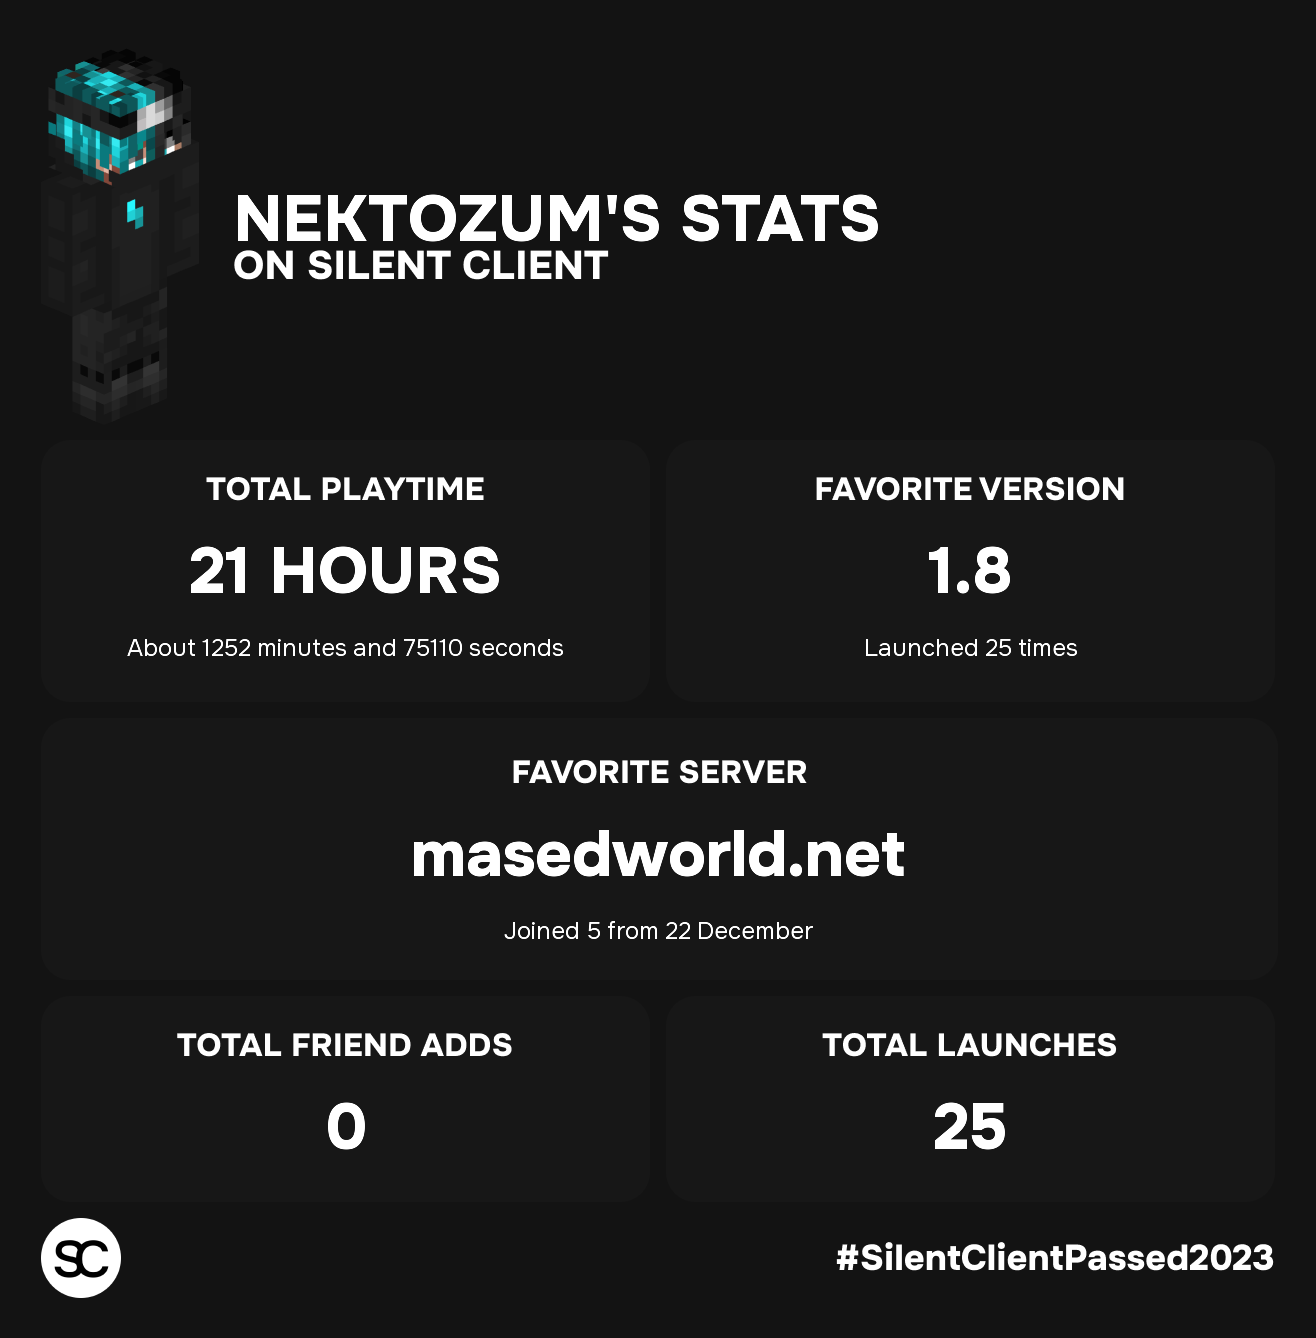 NEKTOZUM'S STATS
ON SILENT CLIENT
TOTAL PLAYTIME
21 HOURS
About 1252 minutes and 75110 seconds
FAVORITE VERSION
1.8
Launched 25 times
FAVORITE SERVER
masedworld.net
Joined 5 from 22 December
TOTAL FRIEND ADDS
0
TOTAL LAUNCHES
25
SC
#SilentClientPassed2023